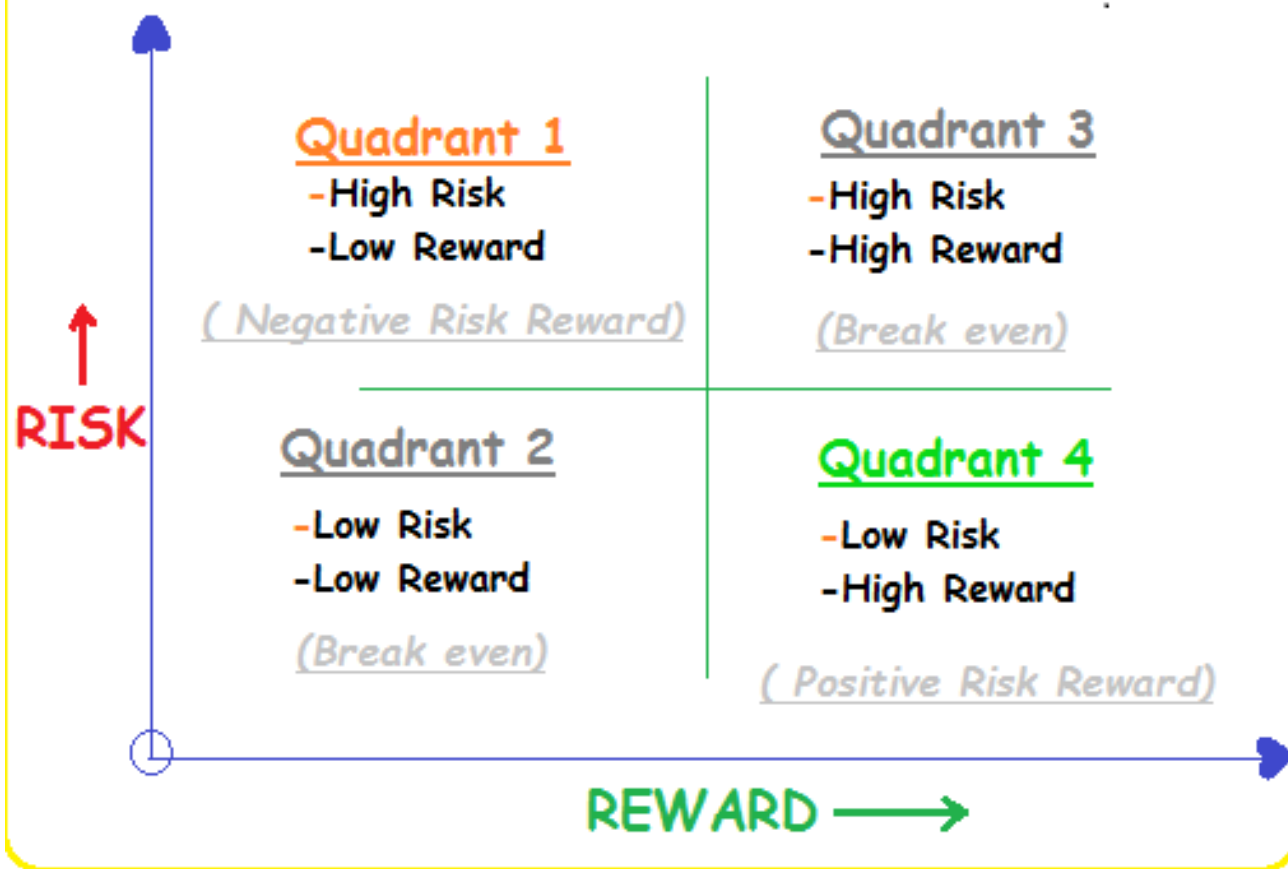 Quadrant 1
-High Risk
-Low Reward
( Negative Risk Reward)
Quadrant 3
-High Risk
-High Reward
(Break even)
RISK
Quadrant 2
-Low Risk
-Low Reward
(Break even)
Quadrant 4
-Low Risk
-High Reward
( Positive Risk Reward)
REWARD